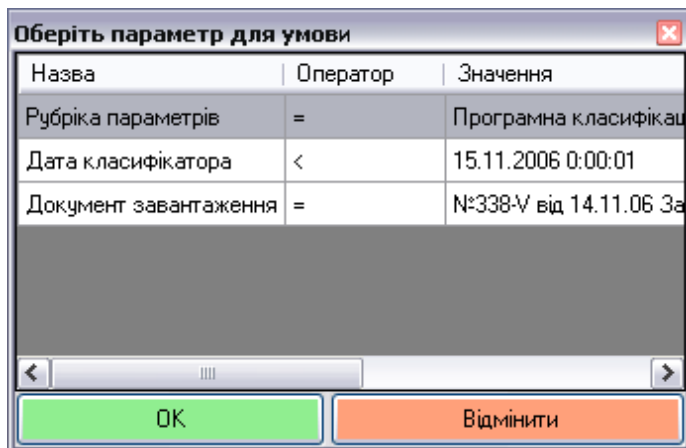 Оберіть параметр для умови
Назва Оператор Значення
Рубріка параметрів = Програмна класифікац
Дата класифікатора < 15.11.2006 0:00:01
Документ завантаження = №338-V від 14.11.06 За
OK Відмінити